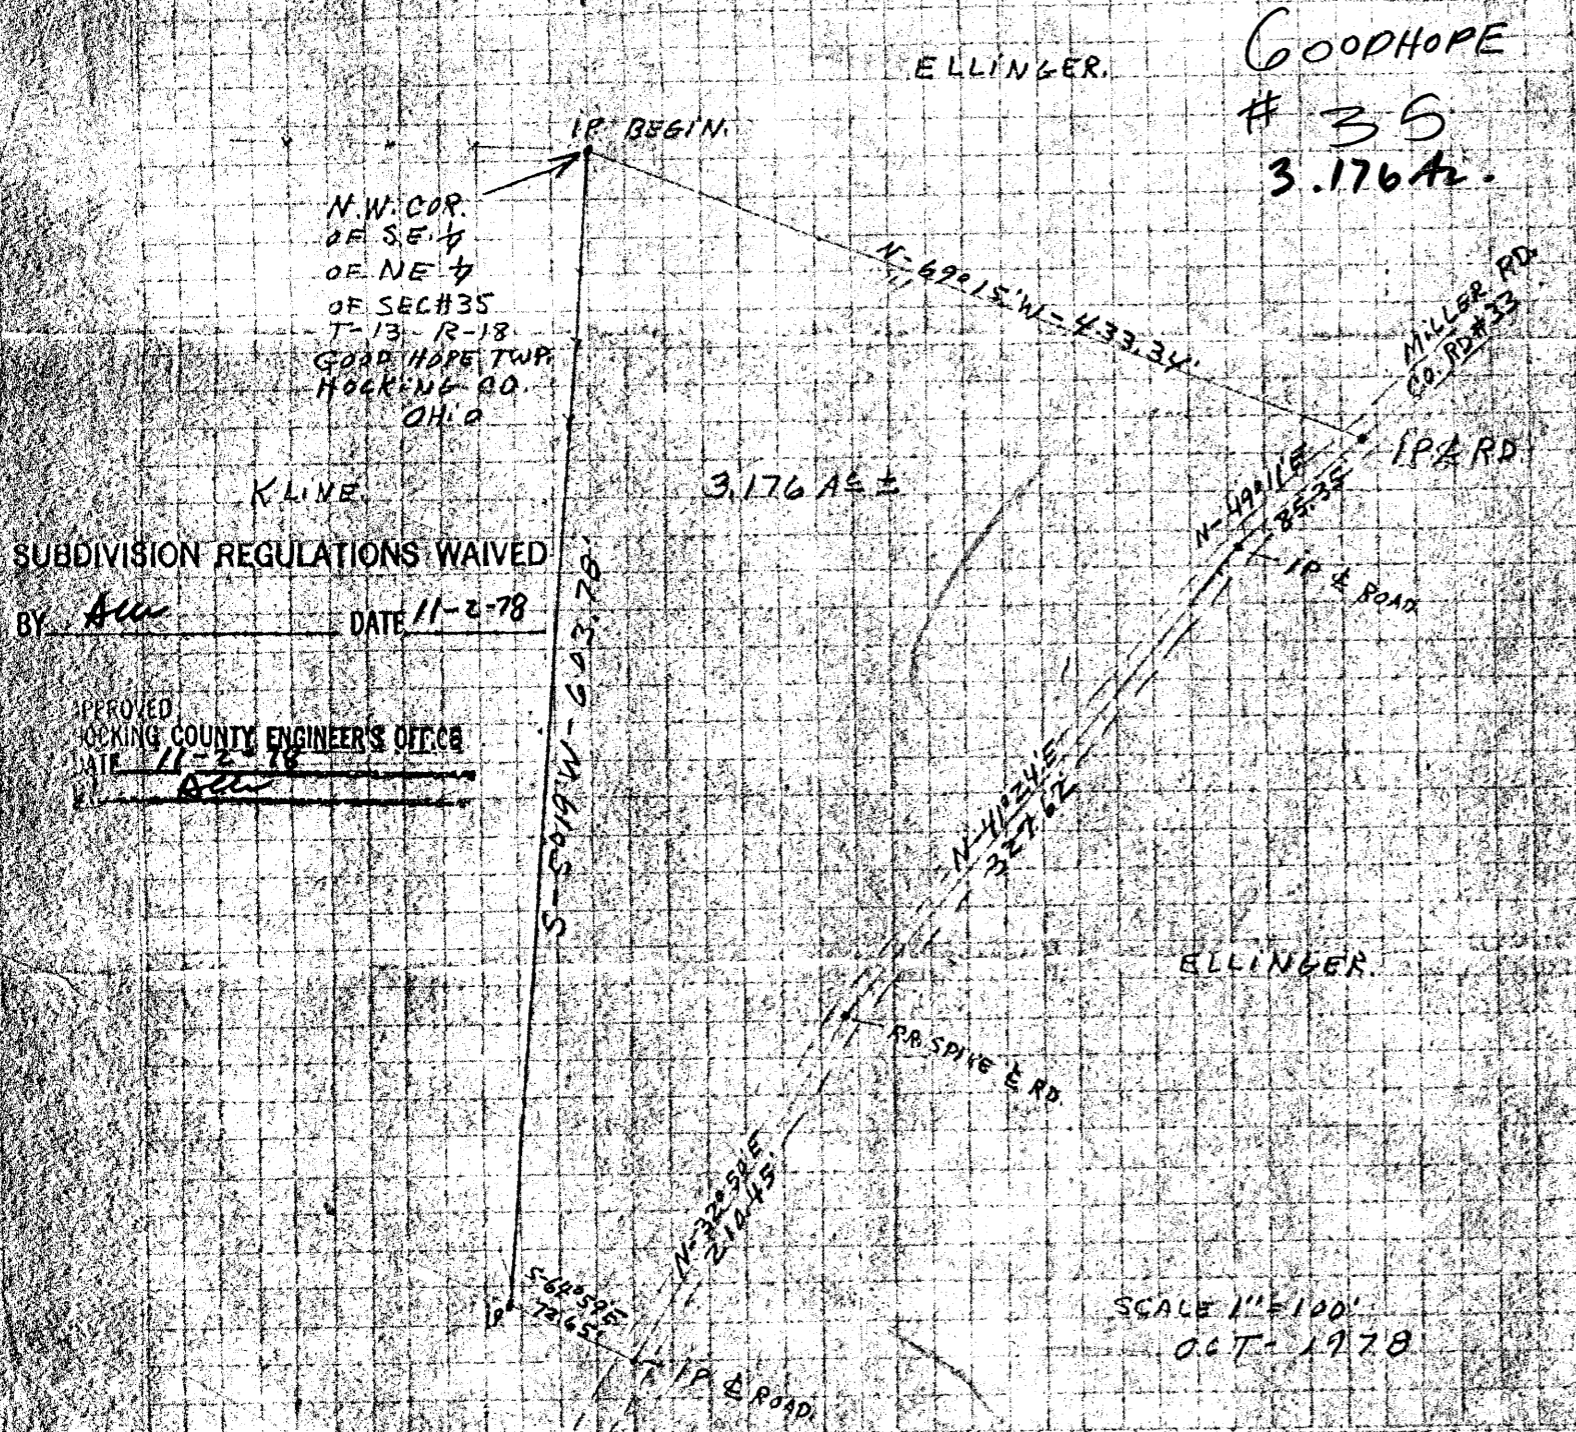 GOODHOPE
# 35
3.176 Ac.
ELLINGER.
IP BEGIN.
N.W. COR.
OF S.E. ¼
OF NE ¼
OF SEC#35
T-13-R-18
GOOD HOPE TWP.
HOCKING CO.
OHIO
N-69°15'W-433.34'
MILLER RD.
CO. RD #33
IP ℄ RD.
KLINE.
3.176 Ac ±
N-49°11'E
85.35'
IP ℄ ROAD.
SUBDIVISION REGULATIONS WAIVED
BY DATE 11-2-78
S-5°19'W-603.78'
APPROVED
HOCKING COUNTY ENGINEER'S OFFICE
DATE 11-2-78
N-41°24'E
327.62'
ELLINGER.
R.R. SPIKE ℄ RD.
N-32°50'E
210.45'
S-62°59'E
72.65'
IP
IP ℄ ROAD.
SCALE 1"=100'
OCT-1978